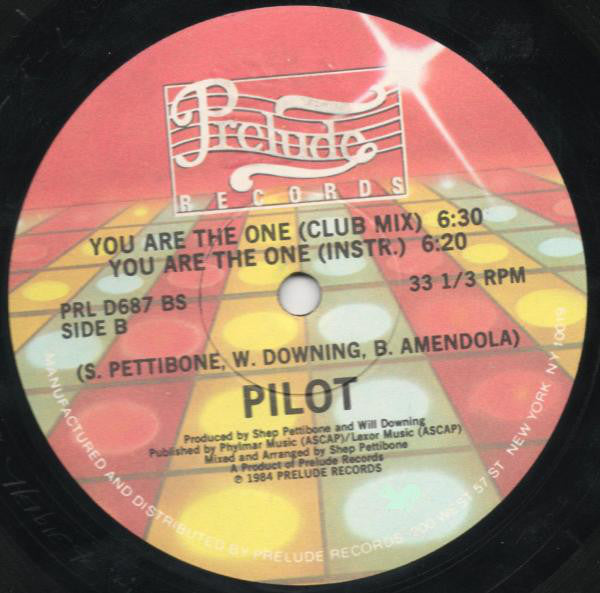 Prelude
RECORDS
YOU ARE THE ONE (CLUB MIX) 6:30
YOU ARE THE ONE (INSTR.) 6:20
PRL D687 BS
SIDE B
33 1/3 RPM
(S. PETTIBONE, W. DOWNING, B. AMENDOLA)
PILOT
Produced by Shep Pettibone and Will Downing
Published by Phylmar Music (ASCAP)/Lexor Music (ASCAP)
Mixed and Arranged by Shep Pettibone
A Product of Prelude Records
℗ 1984 PRELUDE RECORDS
MANUFACTURED AND DISTRIBUTED BY PRELUDE RECORDS, 200 W. 57 ST NEW YORK, NY 10019